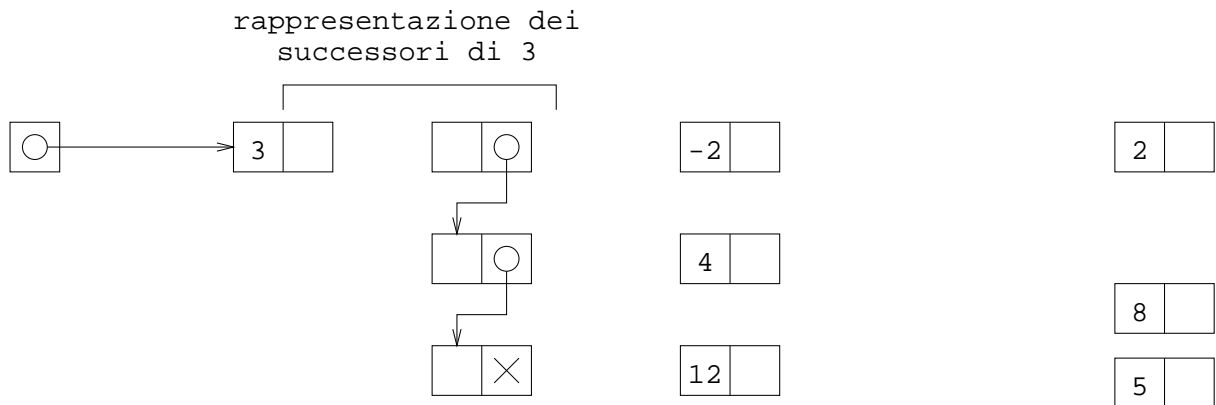 rappresentazione dei
successori di 3
3 -2 2
4
8
12
5